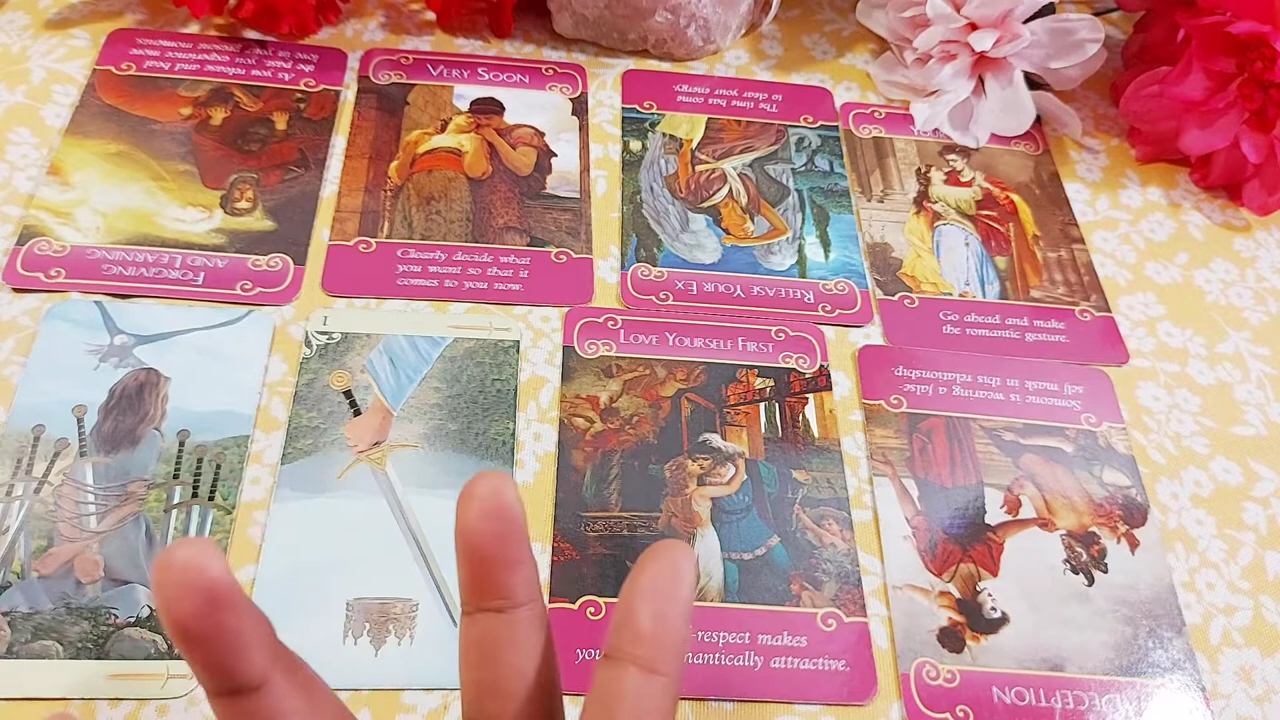 As you release and heal
the past, you experience more
love in your present moments.
FORGIVING
AND LEARNING
VERY SOON
Clearly decide what
you want so that it
comes to you now.
The time has come
to clear your energy.
RELEASE YOUR EX
YOUR
Go ahead and make
the romantic gesture.
I
LOVE YOURSELF FIRST
-respect makes
you mantically attractive.
Someone is wearing a false-
self mask in this relationship.
DECEPTION